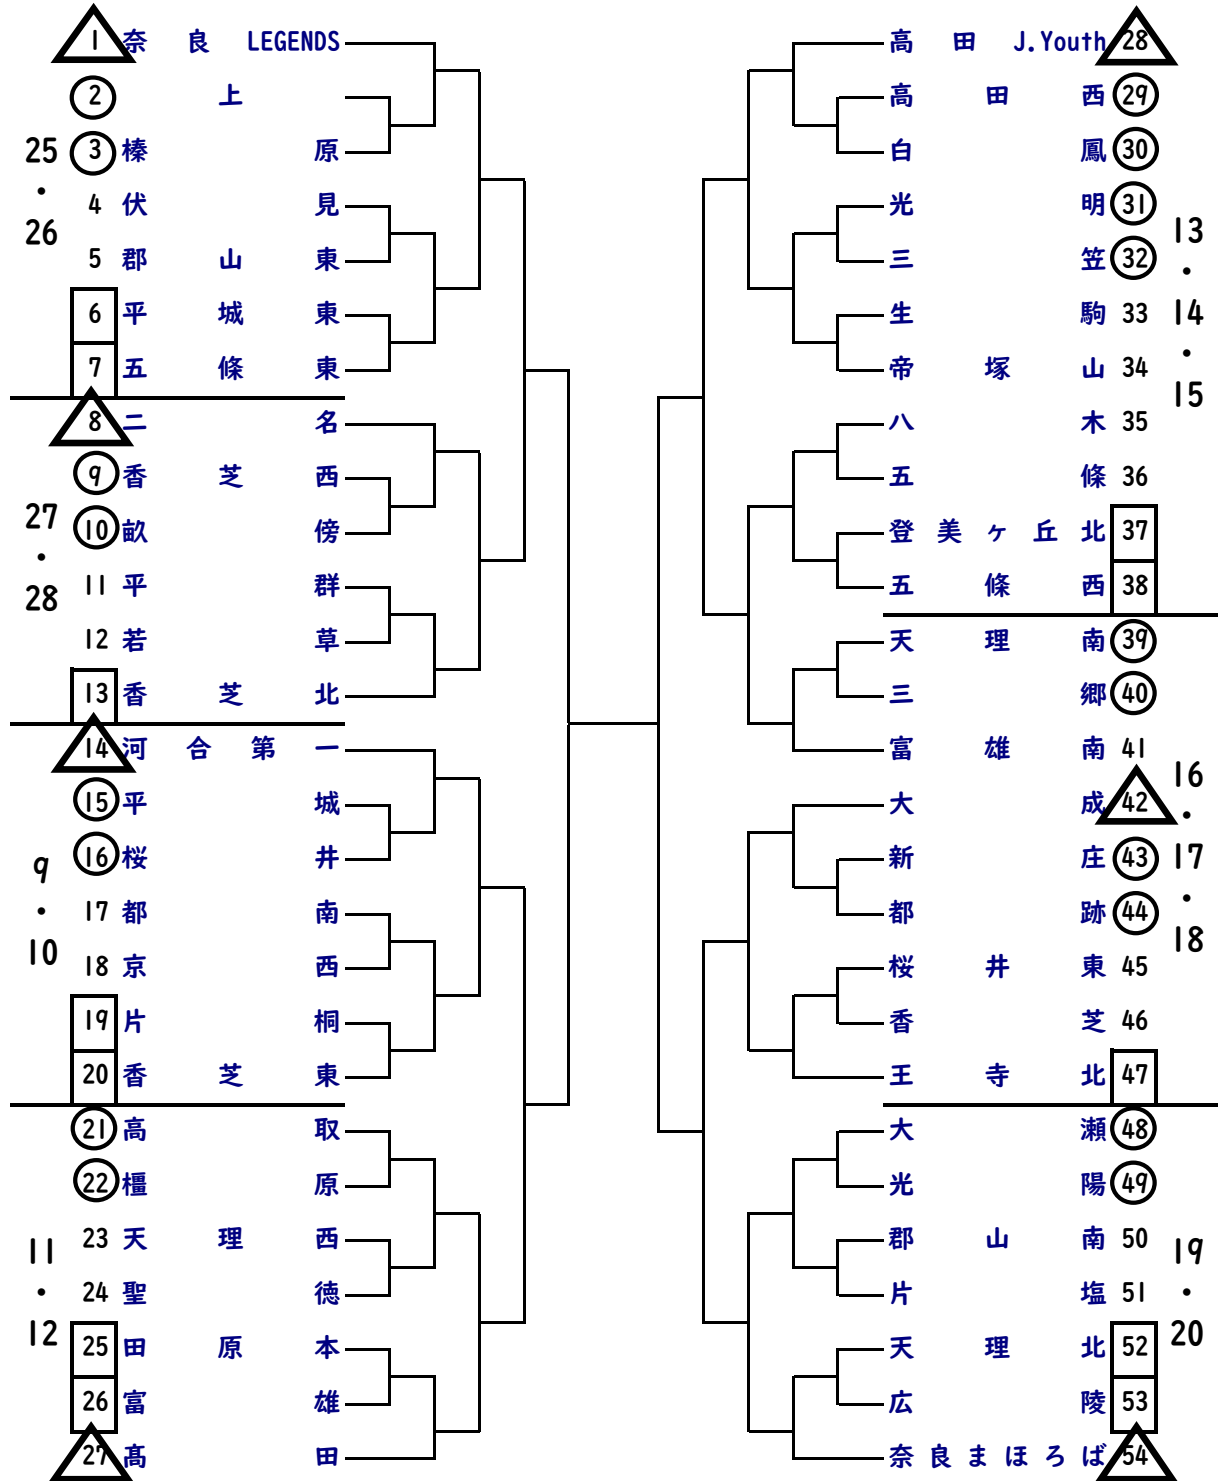 1 奈良LEGENDS
2 上
3 榛原
4 伏見
5 郡山東
6 平城東
7 五條東
25・26
8 二名
9 香芝西
10 畝傍
11 平群
12 若草
13 香芝北
27・28
14 河合第一
15 平城
16 桜井
17 都南
18 京西
19 片桐
20 香芝東
9・10
21 高取
22 橿原
23 天理西
24 聖徳
25 田原本
26 富雄
27 髙田
11・12
高田J.Youth 28
高田西 29
白鳳 30
光明 31
三笠 32
生駒 33
帝塚山 34
八木 35
五條 36
登美ヶ丘北 37
五條西 38
13・14・15
天理南 39
三郷 40
富雄南 41
大成 42
新庄 43
都跡 44
桜井東 45
香芝 46
王寺北 47
16・17・18
大瀬 48
光陽 49
郡山南 50
片塩 51
天理北 52
広陵 53
奈良まほろば 54
19・20